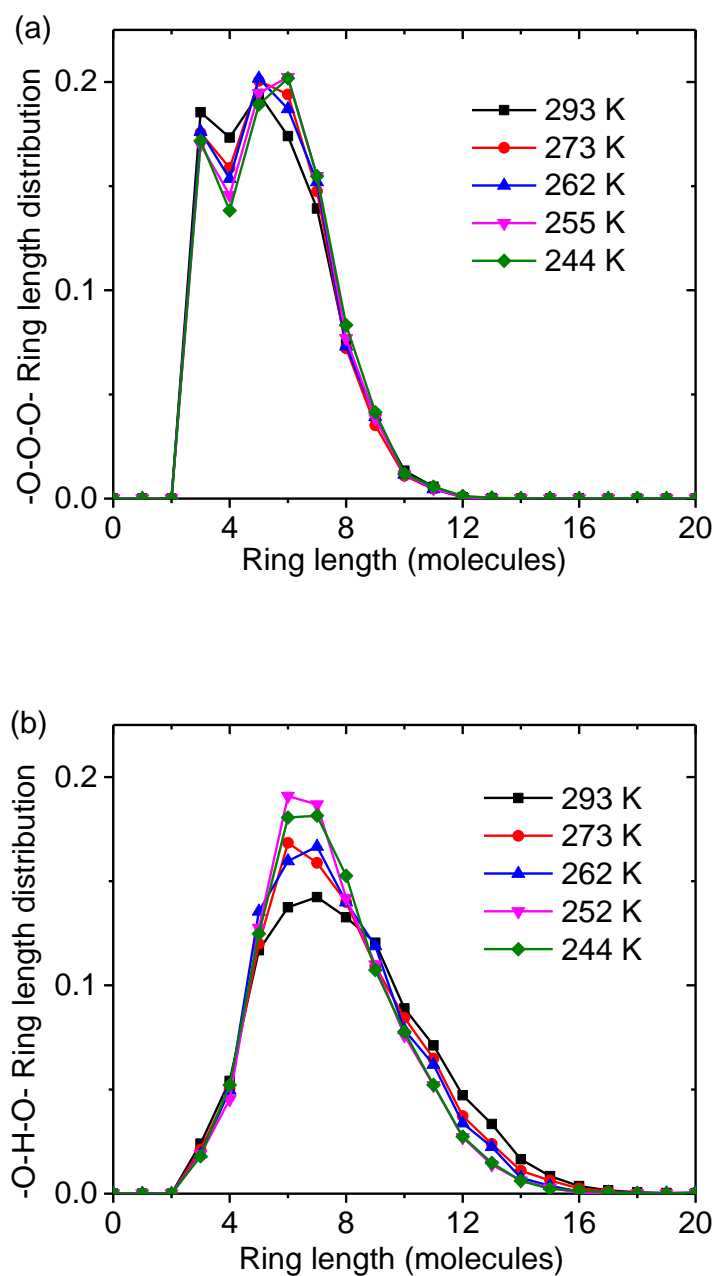 (a)
-O-O-O- Ring length distribution
0.2
0.1
0.0
293 K
273 K
262 K
255 K
244 K
0 4 8 12 16 20
Ring length (molecules)
(b)
-O-H-O- Ring length distribution
0.2
0.1
0.0
293 K
273 K
262 K
252 K
244 K
0 4 8 12 16 20
Ring length (molecules)